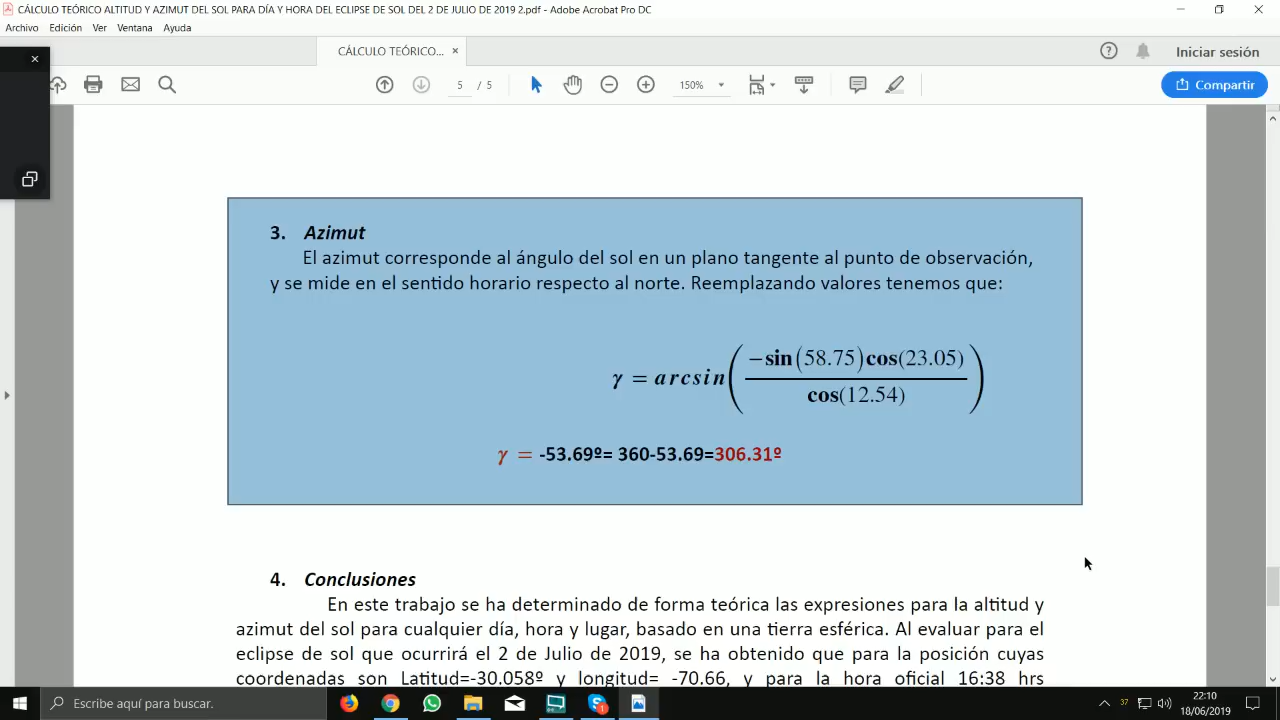 CÁLCULO TEÓRICO ALTITUD Y AZIMUT DEL SOL PARA DÍA Y HORA DEL ECLIPSE DE SOL DEL 2 DE JULIO DE 2019 2.pdf - Adobe Acrobat Pro DC
Archivo Edición Ver Ventana Ayuda
CÁLCULO TEÓRICO... ×
Iniciar sesión
5 / 5
150%
Compartir
3. Azimut
El azimut corresponde al ángulo del sol en un plano tangente al punto de observación,
y se mide en el sentido horario respecto al norte. Reemplazando valores tenemos que:
γ = arcsin(−sin(58.75)cos(23.05) / cos(12.54))
γ = -53.69º= 360-53.69=306.31º
4. Conclusiones
En este trabajo se ha determinado de forma teórica las expresiones para la altitud y
azimut del sol para cualquier día, hora y lugar, basado en una tierra esférica. Al evaluar para el
eclipse de sol que ocurrirá el 2 de Julio de 2019, se ha obtenido que para la posición cuyas
coordenadas son Latitud=-30.058º y longitud= -70.66, y para la hora oficial 16:38 hrs
Escribe aquí para buscar.
37
22:10
18/06/2019